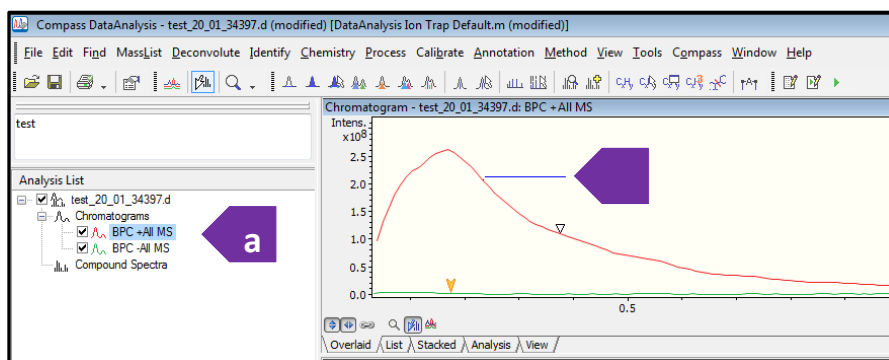 Compass DataAnalysis - test_20_01_34397.d (modified) [DataAnalysis Ion Trap Default.m (modified)]
File Edit Find MassList Deconvolute Identify Chemistry Process Calibrate Annotation Method View Tools Compass Window Help
test
Chromatogram - test_20_01_34397.d: BPC +All MS
Intens.
x10⁸
2.5
2.0
1.5
1.0
0.5
0.0
0.5
Analysis List
test_20_01_34397.d
Chromatograms
BPC +All MS
BPC -All MS
Compound Spectra
a
Overlaid List Stacked Analysis View